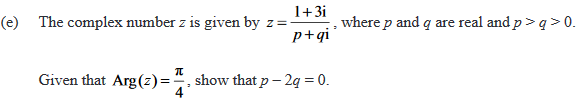 (e) The complex number z is given by z = (1+3i)/(p+qi), where p and q are real and p > q > 0.
Given that Arg(z) = π/4, show that p – 2q = 0.